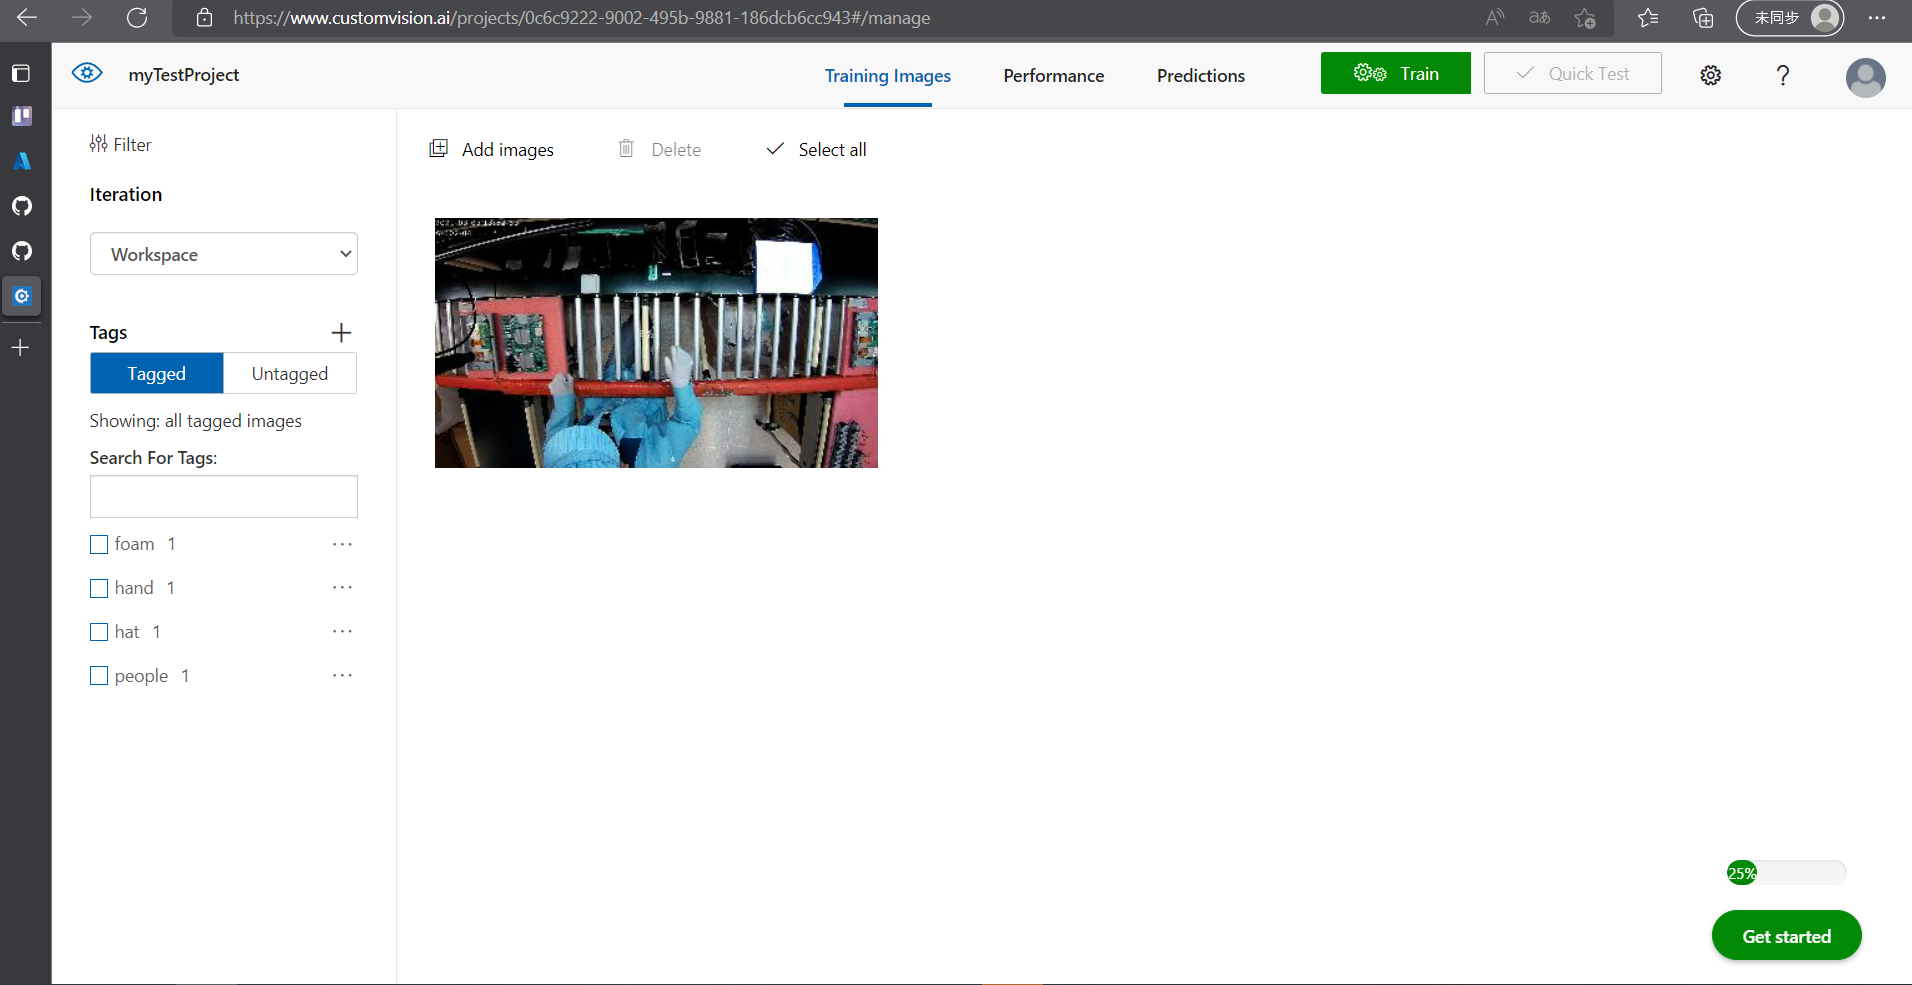 https://www.customvision.ai/projects/0c6c9222-9002-495b-9881-186dcb6cc943#/manage
未同步
myTestProject
Training Images
Performance
Predictions
Train
Quick Test
?
Filter
Add images
Delete
Select all
Iteration
Workspace
Tags
Tagged
Untagged
Showing: all tagged images
Search For Tags:
foam 1
hand 1
hat 1
people 1
25%
Get started